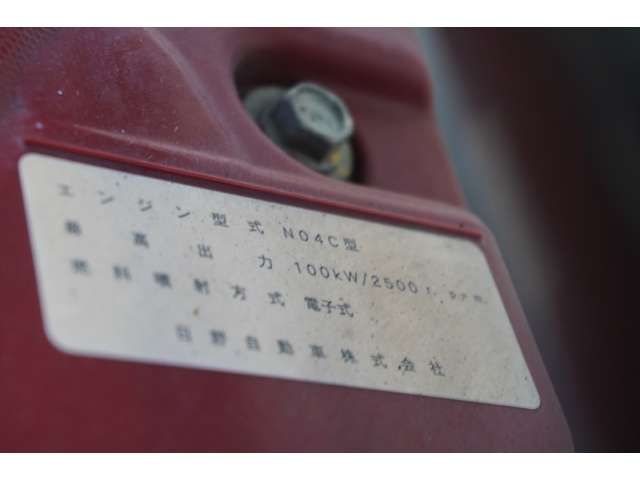 エンジン型式 N04C型
最高出力 100kW/2500r.p.m.
燃料噴射方式 電子式
日野自動車株式会社